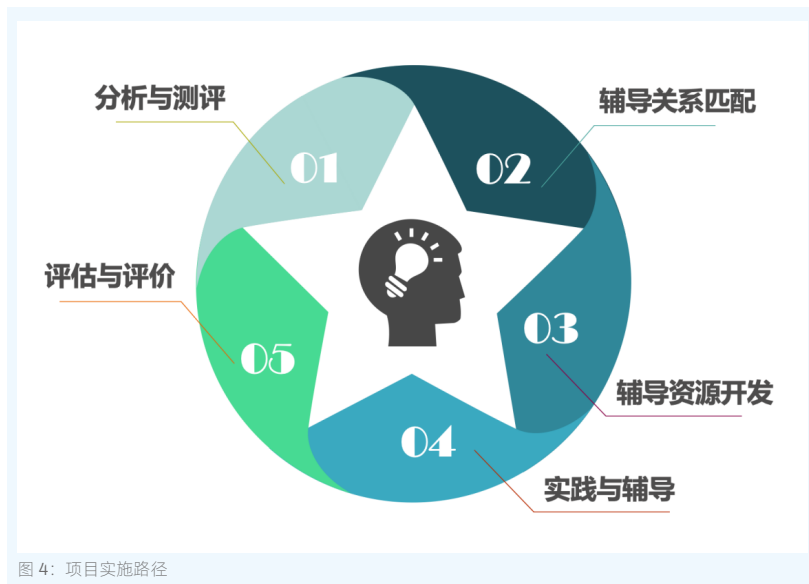 分析与测评
01
辅导关系匹配
02
辅导资源开发
03
实践与辅导
04
评估与评价
05
图 4：项目实施路径